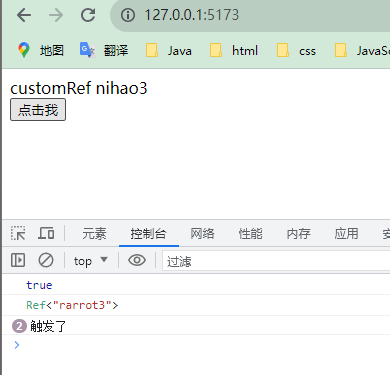 127.0.0.1:5173
地图 翻译 Java html css JavaSc
customRef nihao3
点击我
元素 控制台 网络 性能 内存 应用
top 过滤
true
Ref<"rarrot3">
2 触发了